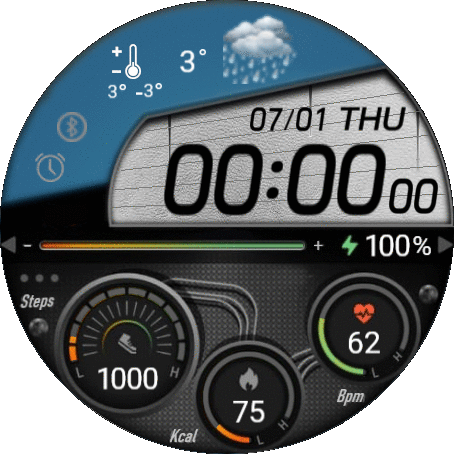 +
-
3°
3° -3°
07/01 THU
00:00 00
- + 100%
Steps
1000
L H
75
L H
Kcal
62
L H
Bpm